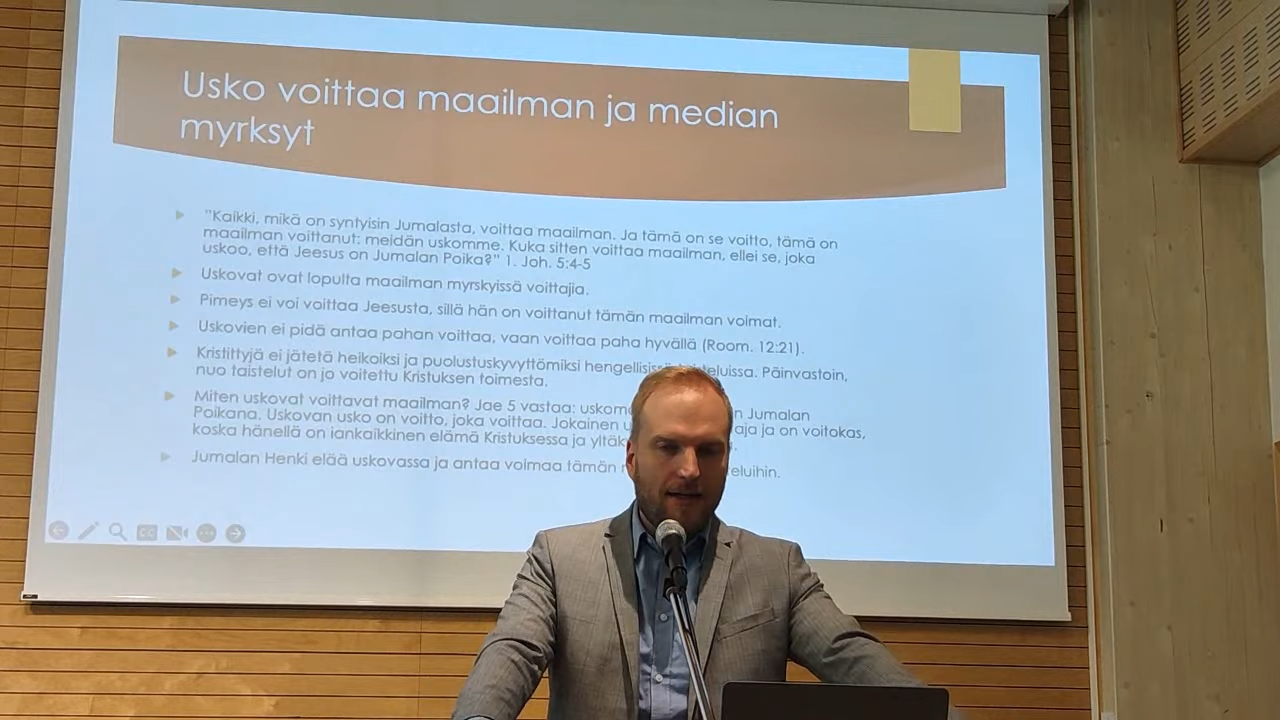 Usko voittaa maailman ja median
myrksyt
"Kaikki, mikä on syntyisin Jumalasta, voittaa maailman. Ja tämä on se voitto, tämä on
maailman voittanut: meidän uskomme. Kuka sitten voittaa maailman, ellei se, joka
uskoo, että Jeesus on Jumalan Poika?" 1. Joh. 5:4-5
Uskovat ovat lopulta maailman myrskyissä voittajia.
Pimeys ei voi voittaa Jeesusta, sillä hän on voittanut tämän maailman voimat.
Uskovien ei pidä antaa pahan voittaa, vaan voittaa paha hyvällä (Room. 12:21).
Kristittyjä ei jätetä heikoiksi ja puolustuskyvyttömiksi hengellisissä taisteluissa. Päinvastoin,
nuo taistelut on jo voitettu Kristuksen toimesta.
Miten uskovat voittavat maailman? Jae 5 vastaa: Jumalan
Poikana. Uskovan usko on voitto, joka voittaa. Jokainen ja on voitokas,
koska hänellä on iankaikkinen elämä Kristuksessa ja
Jumalan Henki elää uskovassa ja antaa voimaa tämän
CC